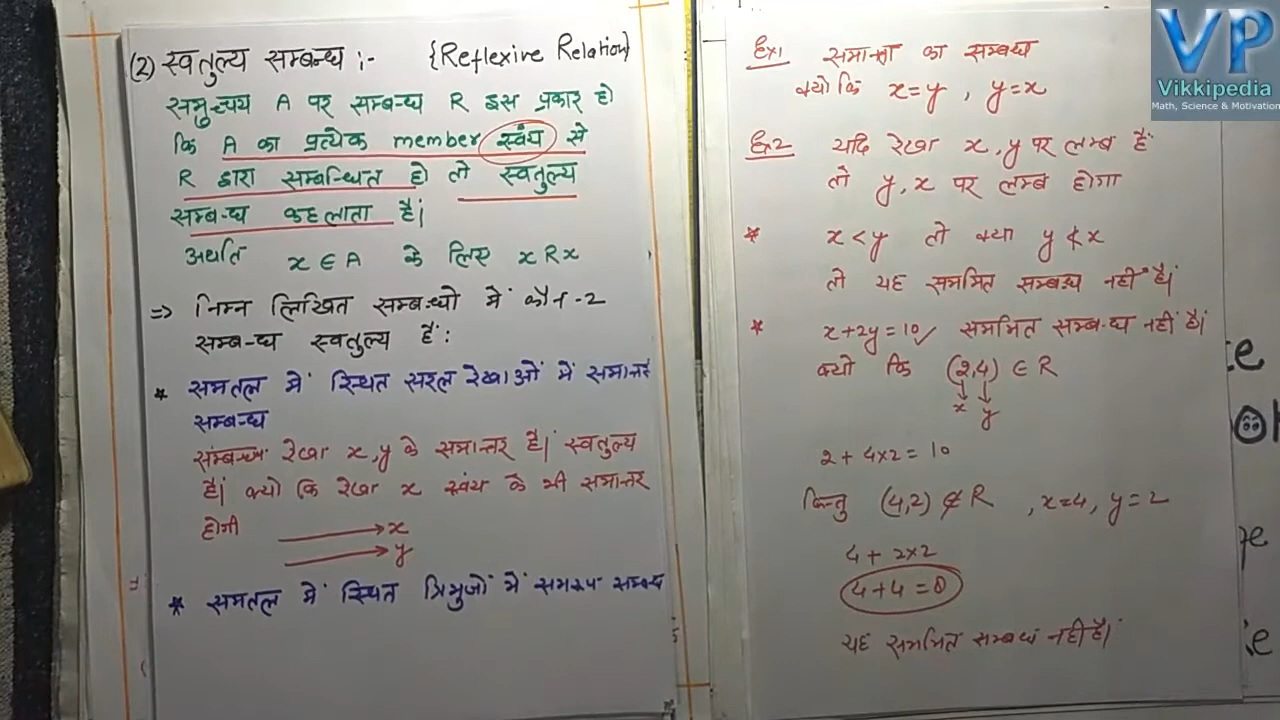 (2) स्वतुल्य सम्बन्ध :- {Reflexive Relation}
समुच्चय A पर सम्बन्ध R इस प्रकार हो
कि A का प्रत्येक member स्वंय से
R द्वारा सम्बन्धित हो तो स्वतुल्य
सम्बन्ध कहलाता है।
अर्थात x ∈ A के लिए x R x
⇒ निम्न लिखित सम्बन्धो में कौन-2
सम्बन्ध स्वतुल्य हैं:
* समतल में स्थित सरल रेखाओं में समान्तर
सम्बन्ध
संम्बन्ध रेखा x, y के समान्तर है। स्वतुल्य
है। क्यो कि रेखा x स्वंय के भी समान्तर
होगी
x
y
* समतल में स्थित त्रिभुजों में समरूप सम्बन्ध
Ex1 समानता का सम्बन्ध
क्यो कि x=y , y=x
Ex2 यदि रेखा x, y पर लम्ब है
तो y, x पर लम्ब होगा
* x < y तो क्या y ≮ x
तो यह सममित सम्बन्ध नहीं है।
* x+2y=10, सममित सम्बन्ध नहीं है।
क्यो कि (2,4) ∈ R
x y
2 + 4×2 = 10
किन्तु (4,2) ∉ R , x=4, y=2
4 + 2×2
4+4=8
यह सममित सम्बन्ध नही है।
VP
Vikkipedia
Math, Science & Motivation